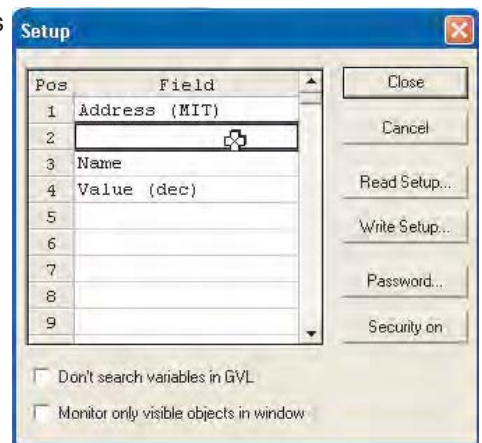 s
Setup
Pos Field
1 Address (MIT)
2
3 Name
4 Value (dec)
5
6
7
8
9
Close
Cancel
Read Setup...
Write Setup...
Password...
Security on
Don't search variables in GVL
Monitor only visible objects in window